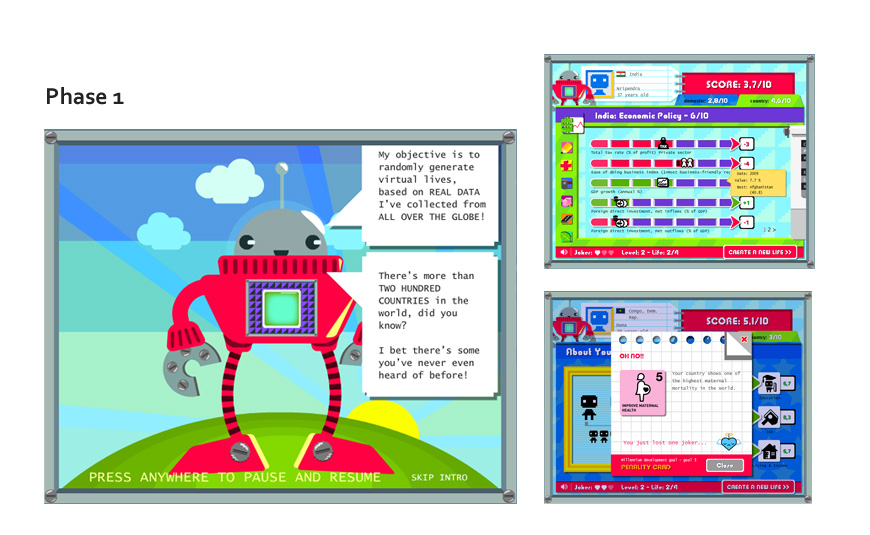 Phase 1
My objective is to
randomly generate
virtual lives,
based on REAL DATA
I've collected from
ALL OVER THE GLOBE!
There's more than
TWO HUNDRED
COUNTRIES in the
world, did you
know?
I bet there's some
you've never even
heard of before!
PRESS ANYWHERE TO PAUSE AND RESUME
SKIP INTRO
India
Nripendra
37 years old
SCORE: 3,7/10
domestic: 2,8/10
country: 4,6/10
India: Economic Policy - 6/10
-3
Total tax rate (% of profit) Private sector
-4
Ease of doing business index (1=most business-friendly reg
Date: 2009
Value: 7.7 %
Best: Afghanistan
(40.8)
GDP growth (annual %)
+1
Foreign direct investment, net inflows (% of GDP)
-1
Foreign direct investment, net outflows (% of GDP)
1 2 >
Joker:
Level: 2 - Life: 2/4
CREATE A NEW LIFE >>
Congo, Dem.
Rep.
SCORE: 5,1/10
country: 3/10
About You
OH NO!!
5
IMPROVE MATERNAL
HEALTH
Your country shows one of
the highest maternal
mortality in the world.
You just lost one joker...
Millenium development goal - goal 5
PENALITY CARD
Close
6,7
Education
8,3
Job
6,7
Joker:
Level: 2 - Life: 2/4
CREATE A NEW LIFE >>